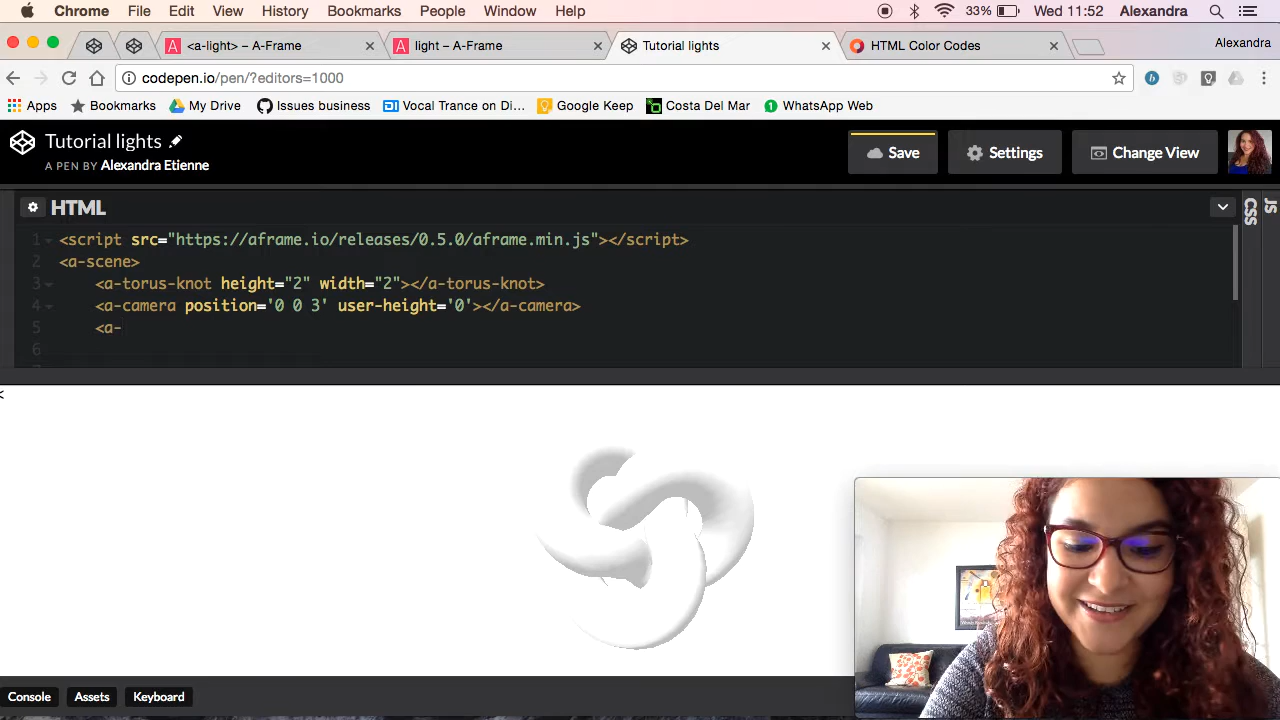 Chrome File Edit View History Bookmarks People Window Help 33% Wed 11:52 Alexandra
<a-light> – A-Frame light – A-Frame Tutorial lights HTML Color Codes Alexandra
codepen.io/pen/?editors=1000
Apps Bookmarks My Drive Issues business Vocal Trance on Di... Google Keep Costa Del Mar WhatsApp Web
Tutorial lights
A PEN BY Alexandra Etienne
Save Settings Change View
HTML CSS JS
1 <script src="https://aframe.io/releases/0.5.0/aframe.min.js"></script>
2 <a-scene>
3 <a-torus-knot height="2" width="2"></a-torus-knot>
4 <a-camera position='0 0 3' user-height='0'></a-camera>
5 <a-
6
<
Console Assets Keyboard